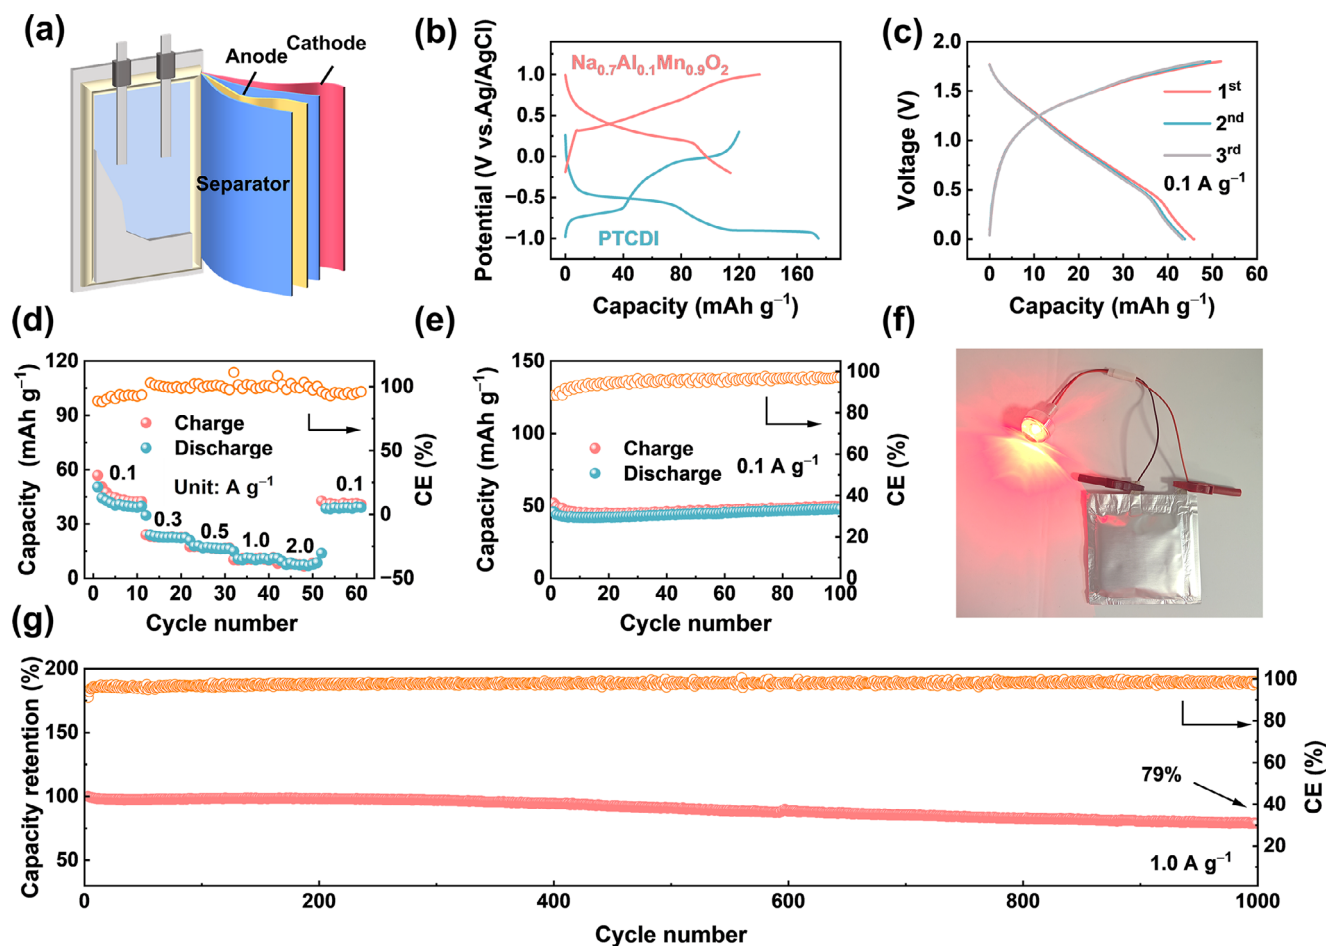 (a)
Anode
Cathode
Separator
(b)
Potential (V vs.Ag/AgCl)
1.0
0.5
0.0
−0.5
−1.0
Na0.7Al0.1Mn0.9O2
PTCDI
0 40 80 120 160
Capacity (mAh g−1)
(c)
Voltage (V)
2.0
1.5
1.0
0.5
0.0
1st
2nd
3rd
0.1 A g−1
0 10 20 30 40 50 60
Capacity (mAh g−1)
(d)
Capacity (mAh g−1)
120
90
60
30
0
Charge
Discharge
Unit: A g−1
0.1
0.3
0.5
1.0
2.0
0.1
100
50
0
−50
CE (%)
0 10 20 30 40 50 60
Cycle number
(e)
Capacity (mAh g−1)
150
100
50
0
Charge
Discharge
0.1 A g−1
100
80
60
40
20
0
CE (%)
0 20 40 60 80 100
Cycle number
(f)
(g)
Capacity retention (%)
200
150
100
50
79%
1.0 A g−1
100
80
60
40
20
CE (%)
0 200 400 600 800 1000
Cycle number